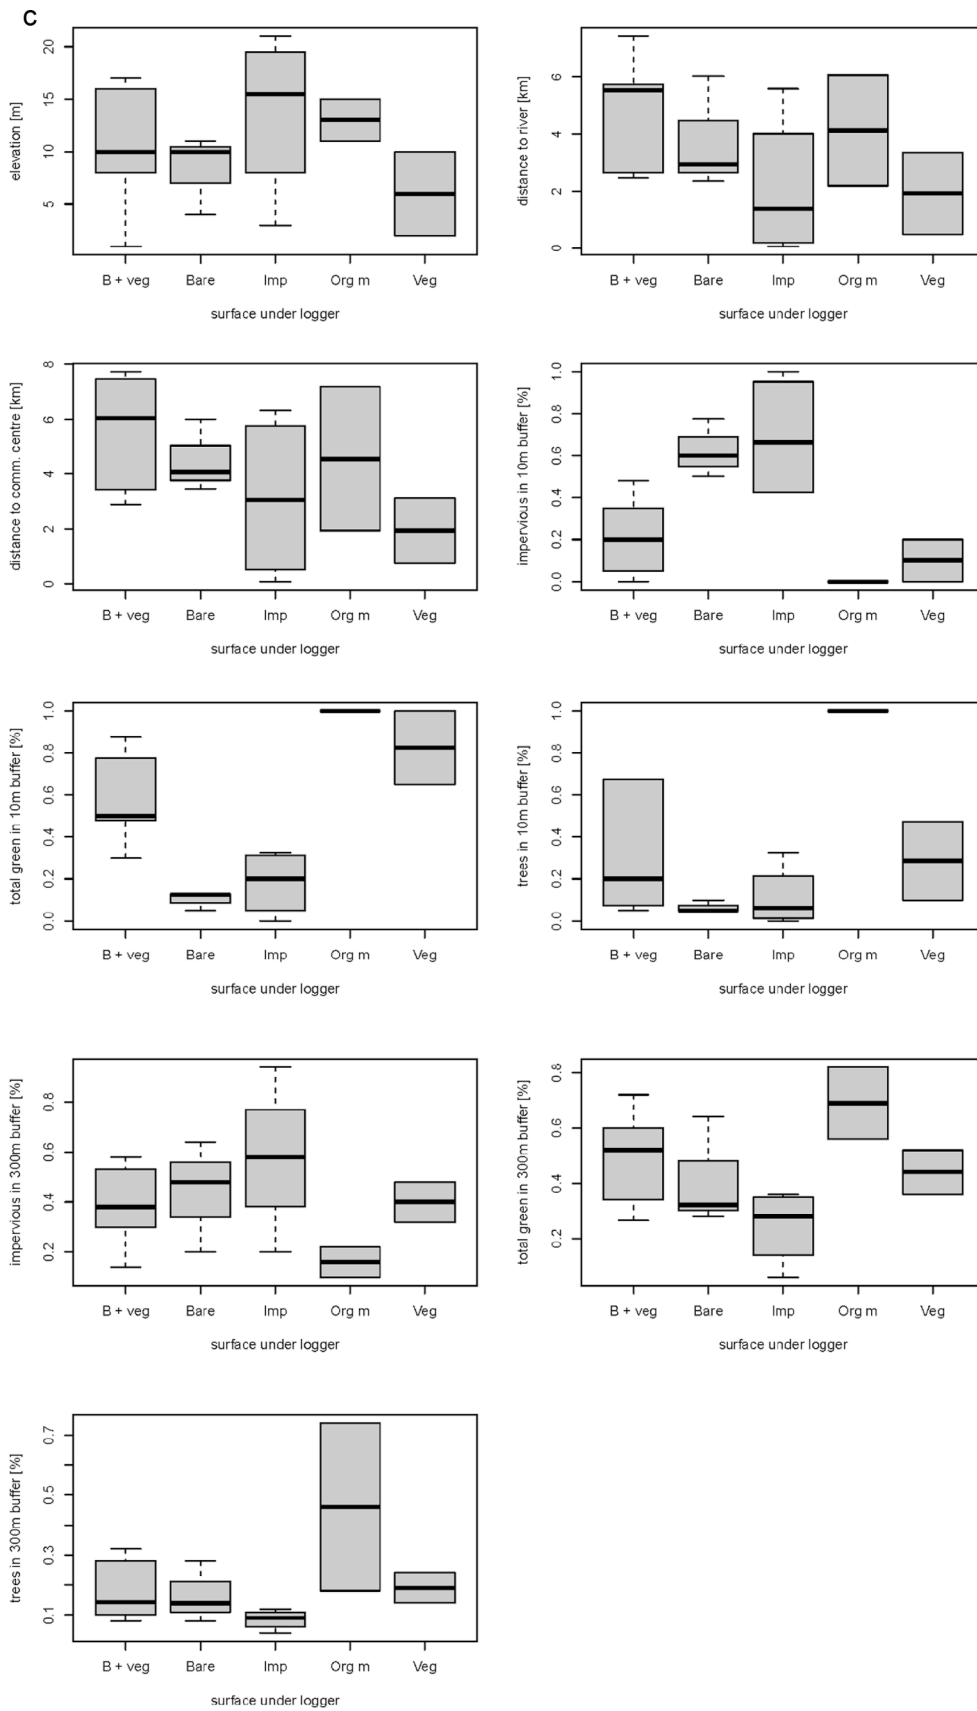 C
elevation [m]
20
15
10
5
B + veg Bare Imp Org m Veg
surface under logger
distance to river [km]
6
4
2
0
B + veg Bare Imp Org m Veg
surface under logger
distance to comm. centre [km]
8
6
4
2
0
B + veg Bare Imp Org m Veg
surface under logger
impervious in 10m buffer [%]
1.0
0.8
0.6
0.4
0.2
0.0
B + veg Bare Imp Org m Veg
surface under logger
total green in 10m buffer [%]
1.0
0.8
0.6
0.4
0.2
0.0
B + veg Bare Imp Org m Veg
surface under logger
trees in 10m buffer [%]
1.0
0.8
0.6
0.4
0.2
0.0
B + veg Bare Imp Org m Veg
surface under logger
impervious in 300m buffer [%]
0.8
0.6
0.4
0.2
B + veg Bare Imp Org m Veg
surface under logger
total green in 300m buffer [%]
0.8
0.6
0.4
0.2
B + veg Bare Imp Org m Veg
surface under logger
trees in 300m buffer [%]
0.7
0.5
0.3
0.1
B + veg Bare Imp Org m Veg
surface under logger